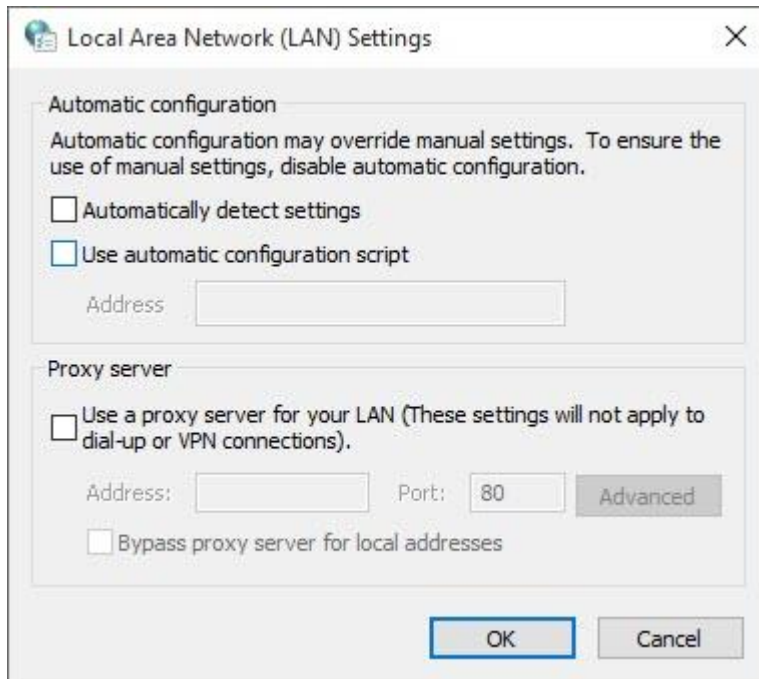 Local Area Network (LAN) Settings
Automatic configuration
Automatic configuration may override manual settings. To ensure the
use of manual settings, disable automatic configuration.
Automatically detect settings
Use automatic configuration script
Address
Proxy server
Use a proxy server for your LAN (These settings will not apply to
dial-up or VPN connections).
Address: Port: 80 Advanced
Bypass proxy server for local addresses
OK Cancel